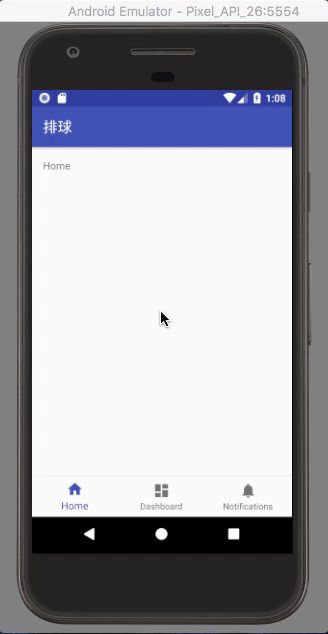 Android Emulator - Pixel_API_26:5554
1:08
排球
Home
Home
Dashboard
Notifications